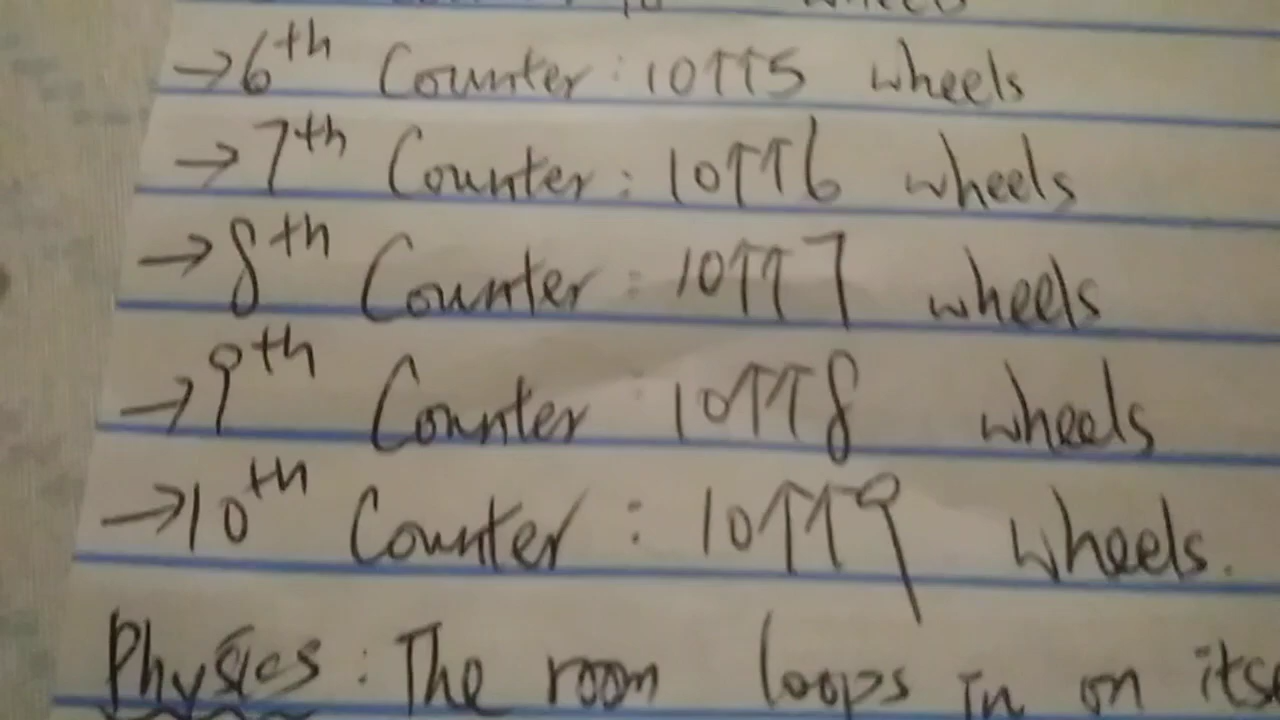 wheels
→6th Counter: 10↑↑5 wheels
→7th Counter: 10↑↑6 wheels
→8th Counter: 10↑↑7 wheels
→9th Counter: 10↑↑8 wheels
→10th Counter: 10↑↑9 wheels.
Physics: The room loops in on its